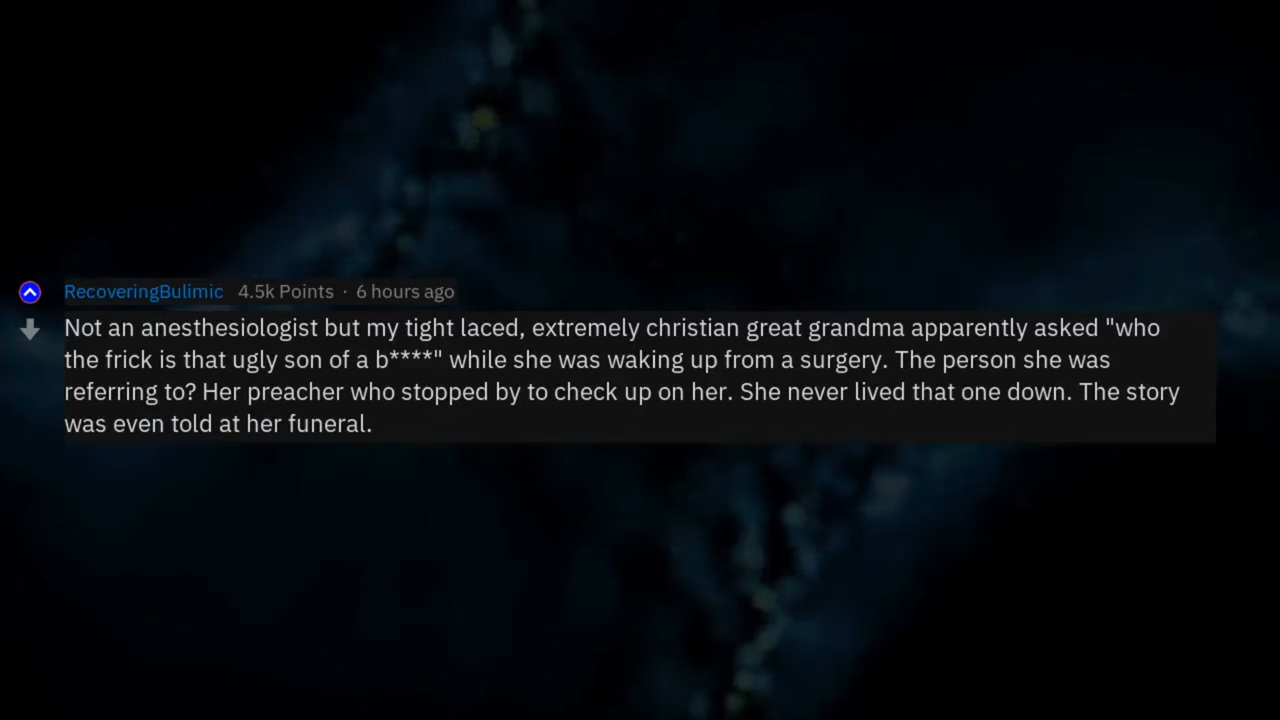 RecoveringBulimic 4.5k Points · 6 hours ago
Not an anesthesiologist but my tight laced, extremely christian great grandma apparently asked "who
the frick is that ugly son of a b****" while she was waking up from a surgery. The person she was
referring to? Her preacher who stopped by to check up on her. She never lived that one down. The story
was even told at her funeral.